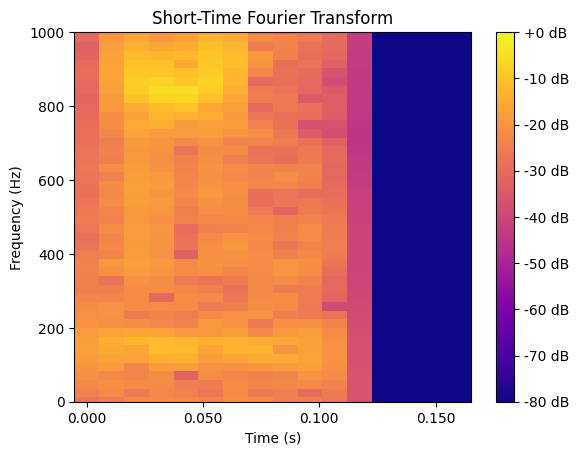 Short-Time Fourier Transform
1000
800
600
400
200
0
Frequency (Hz)
0.000
0.050
0.100
0.150
Time (s)
+0 dB
-10 dB
-20 dB
-30 dB
-40 dB
-50 dB
-60 dB
-70 dB
-80 dB